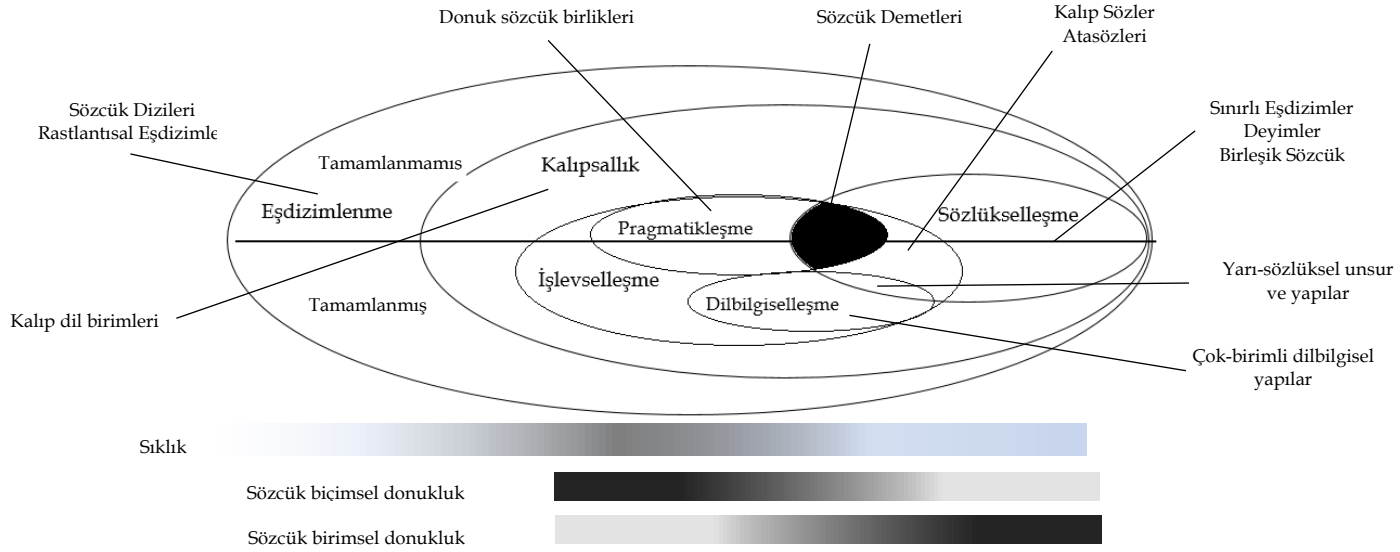 Donuk sözcük birlikleri
Sözcük Demetleri
Kalıp Sözler
Atasözleri
Sözcük Dizileri
Rastlantısal Eşdizimle
Sınırlı Eşdizimler
Deyimler
Birleşik Sözcük
Tamamlanmamıs
Kalıpsallık
Eşdizimlenme
Pragmatikleşme
Sözlükselleşme
İşlevselleşme
Dilbilgiselleşme
Tamamlanmış
Yarı-sözlüksel unsur
ve yapılar
Kalıp dil birimleri
Çok-birimli dilbilgisel
yapılar
Sıklık
Sözcük biçimsel donukluk
Sözcük birimsel donukluk